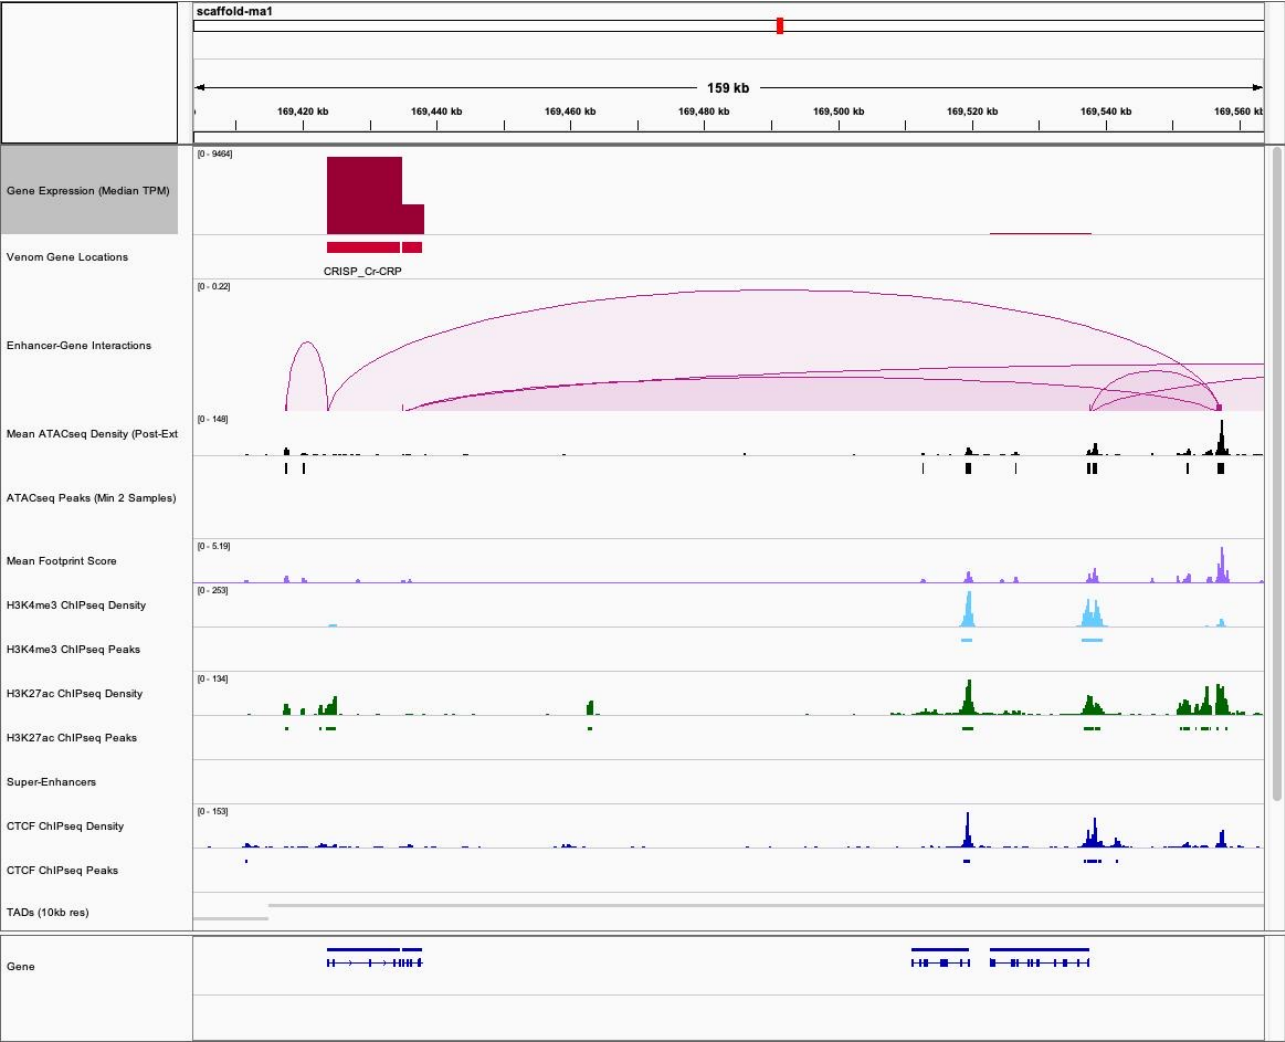 scaffold-ma1
159 kb
169,420 kb 169,440 kb 169,460 kb 169,480 kb 169,500 kb 169,520 kb 169,540 kb 169,560 kb
[0 - 9464]
Gene Expression (Median TPM)
Venom Gene Locations
CRISP_Cr-CRP
[0 - 0.22]
Enhancer-Gene Interactions
[0 - 148]
Mean ATACseq Density (Post-Ext
ATACseq Peaks (Min 2 Samples)
[0 - 5.19]
Mean Footprint Score
[0 - 253]
H3K4me3 ChIPseq Density
H3K4me3 ChIPseq Peaks
[0 - 134]
H3K27ac ChIPseq Density
H3K27ac ChIPseq Peaks
Super-Enhancers
[0 - 153]
CTCF ChIPseq Density
CTCF ChIPseq Peaks
TADs (10kb res)
Gene